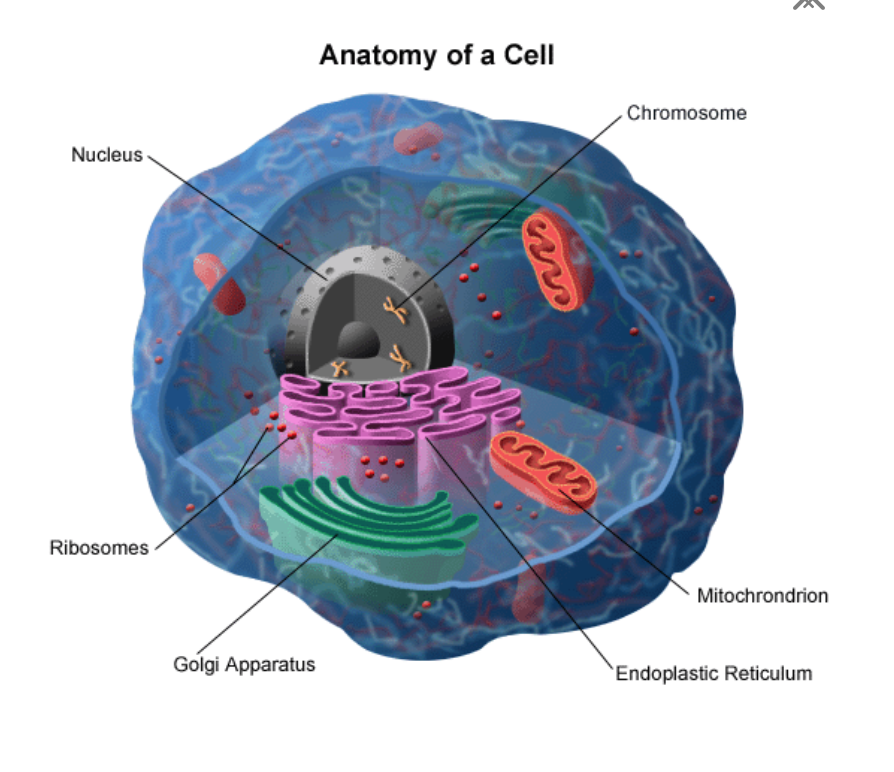 Anatomy of a Cell
Chromosome
Nucleus
Ribosomes
Mitochrondrion
Golgi Apparatus
Endoplastic Reticulum